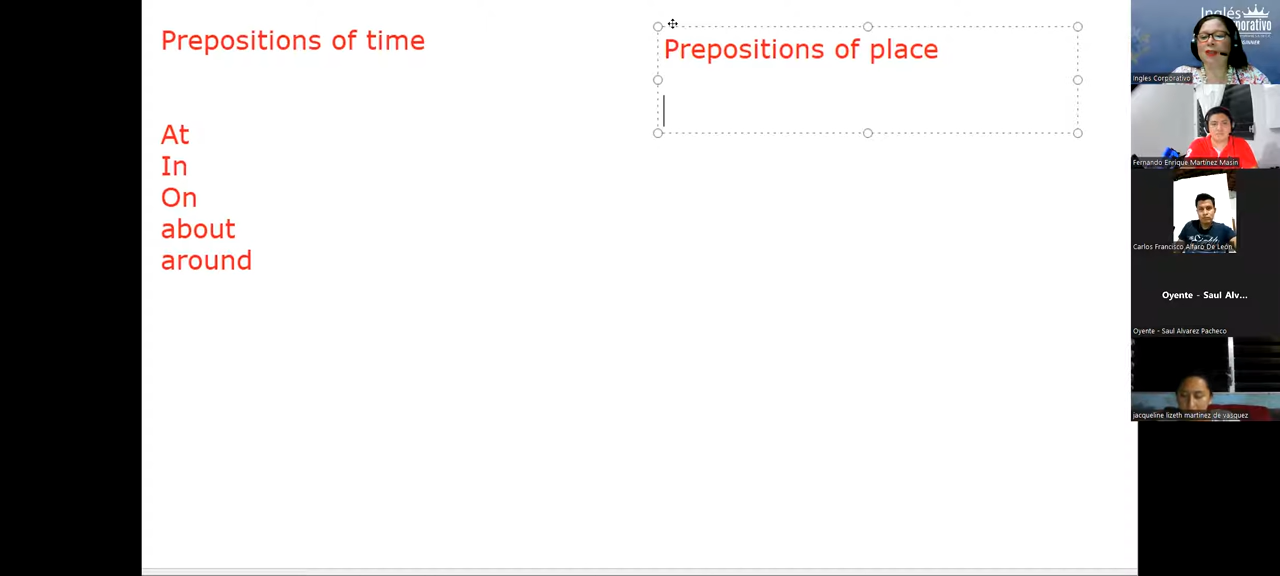 Prepositions of time
At
In
On
about
around
Prepositions of place
Inglés
Corporativo
Ingles Corporativo
Fernando Enrique Martinez Masin
Carlos Francisco Alfaro De León
Oyente - Saul Alv...
Oyente - Saul Alvarez Pacheco
jacqueline lizeth martinez de vasquez